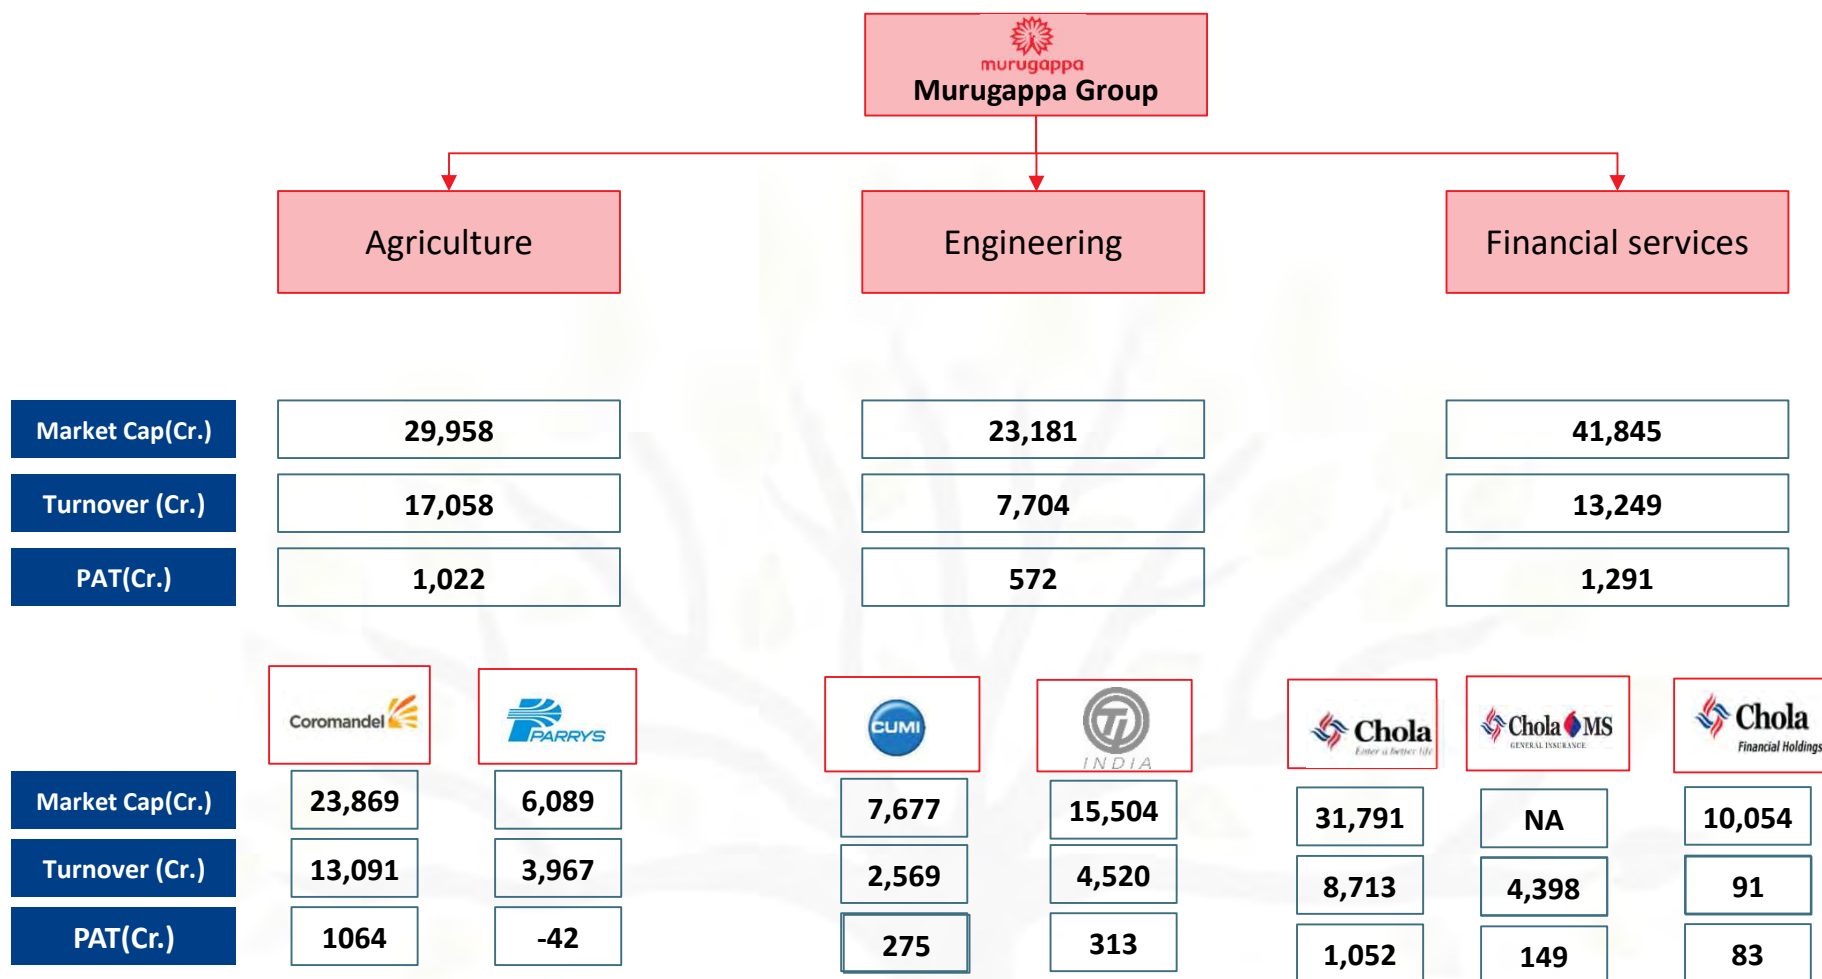 murugappa
Murugappa Group
Agriculture
Engineering
Financial services
Market Cap(Cr.)
29,958
23,181
41,845
Turnover (Cr.)
17,058
7,704
13,249
PAT(Cr.)
1,022
572
1,291
Coromandel
PARRYS
CUMI
TI
INDIA
Chola
Enter a better life
Chola MS
GENERAL INSURANCE
Chola
Financial Holdings
Market Cap(Cr.)
23,869
6,089
7,677
15,504
31,791
NA
10,054
Turnover (Cr.)
13,091
3,967
2,569
4,520
8,713
4,398
91
PAT(Cr.)
1064
-42
275
313
1,052
149
83